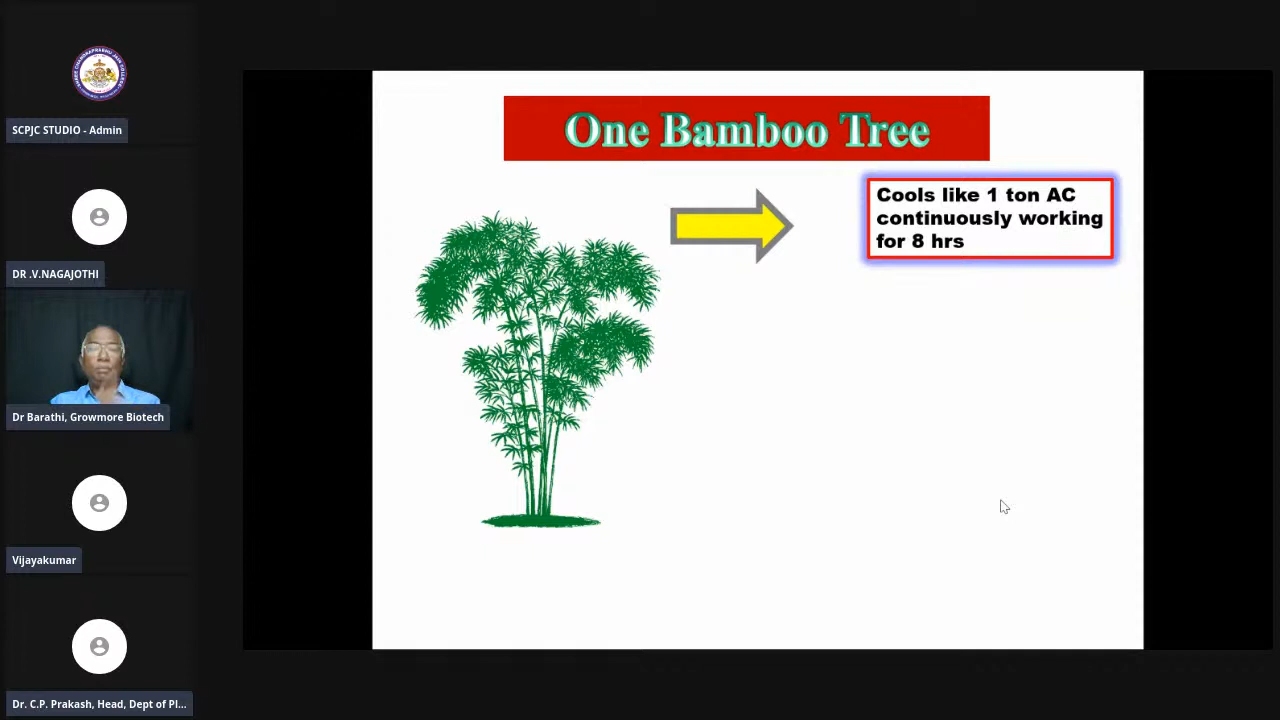 SCPJC STUDIO - Admin
DR .V.NAGAJOTHI
Dr Barathi, Growmore Biotech
Vijayakumar
Dr. C.P. Prakash, Head, Dept of Pl...
One Bamboo Tree
Cools like 1 ton AC
continuously working
for 8 hrs